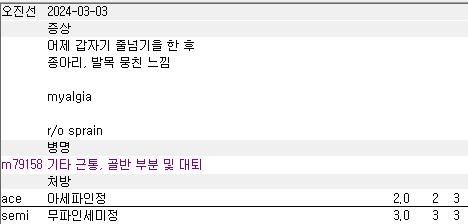 오진선 2024-03-03
증상
어제 갑자기 줄넘기을 한 후
종아리, 발목 뭉친 느낌
myalgia
r/o sprain
병명
m79158 기타 근통, 골반 부분 및 대퇴
처방
ace 아세파인정 2,0 2 3
semi 무파인세미정 3,0 3 3